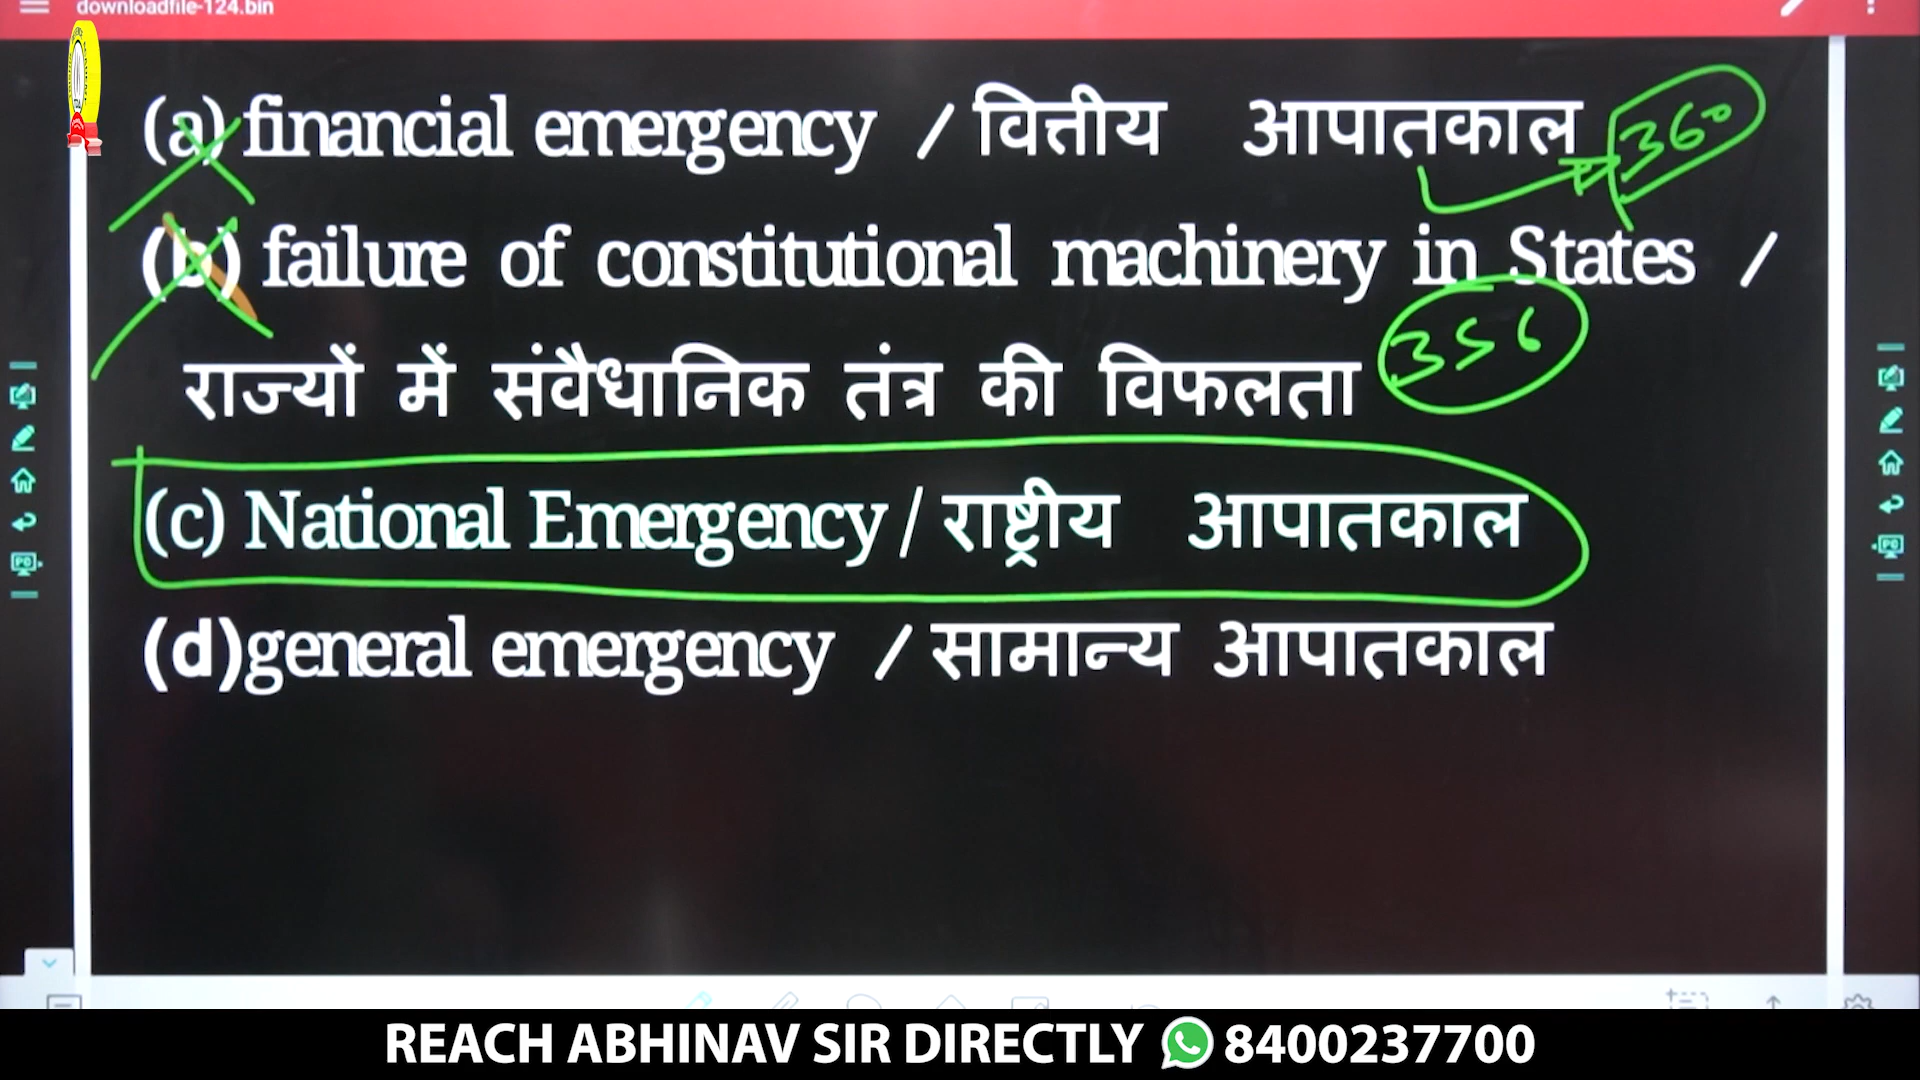 downloadfile-124.bin
(a) financial emergency / वित्तीय आपातकाल 360
(b) failure of constitutional machinery in States /
राज्यों में संवैधानिक तंत्र की विफलता 356
(c) National Emergency / राष्ट्रीय आपातकाल
(d)general emergency / सामान्य आपातकाल
REACH ABHINAV SIR DIRECTLY 8400237700